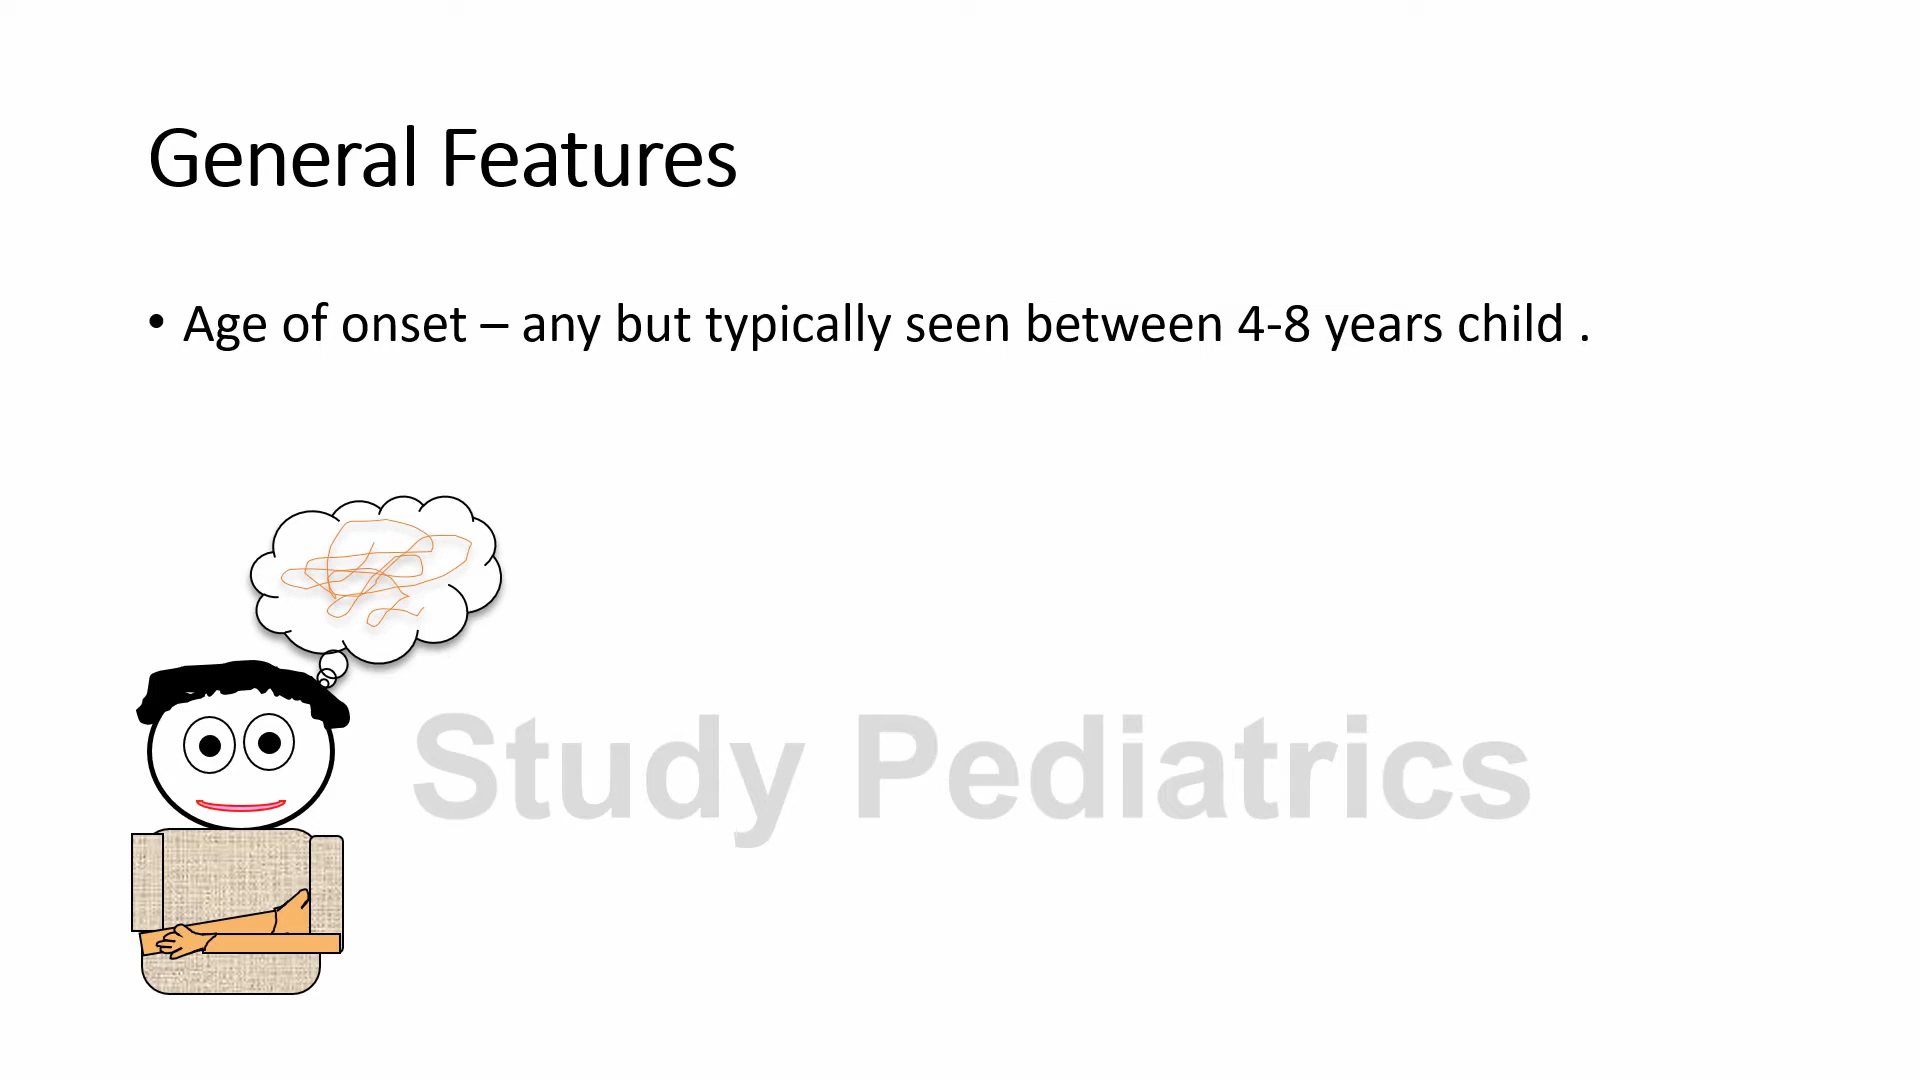 General Features
• Age of onset – any but typically seen between 4-8 years child .
Study Pediatrics